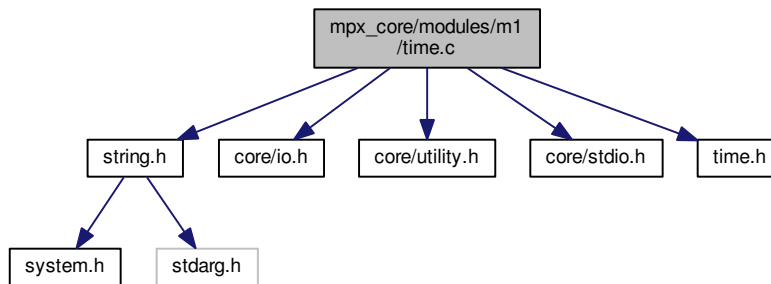 mpx_core/modules/m1
/time.c
string.h
core/io.h
core/utility.h
core/stdio.h
time.h
system.h
stdarg.h